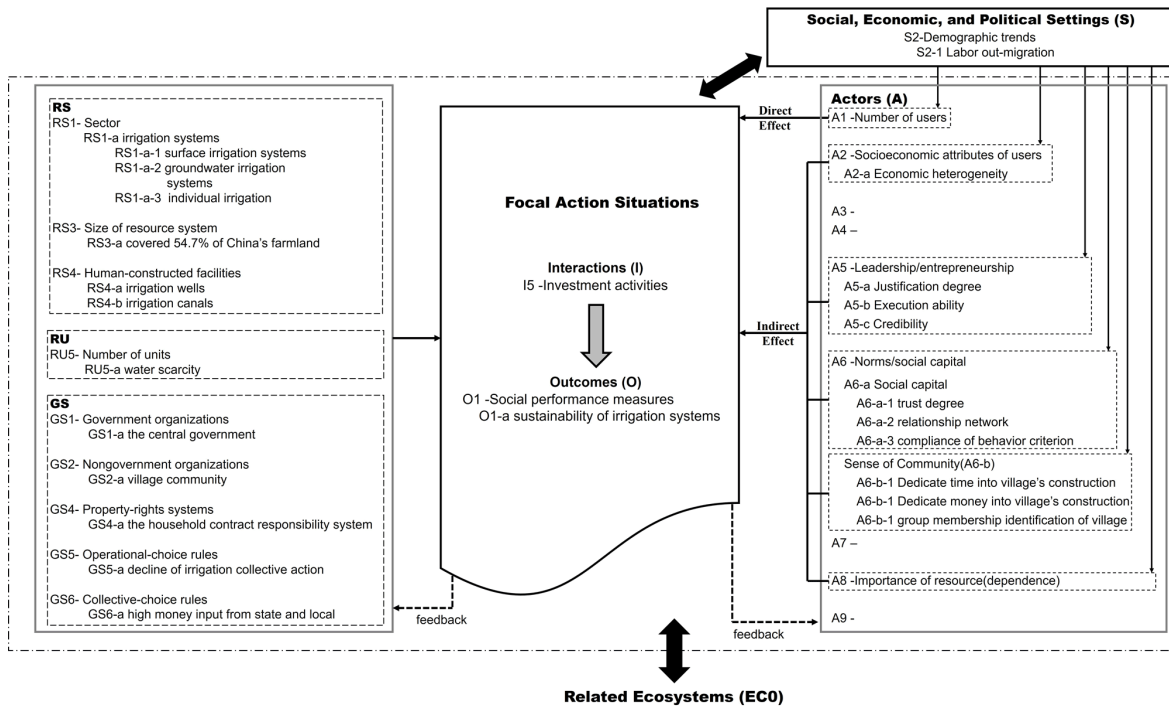 Social, Economic, and Political Settings (S)
S2-Demographic trends
S2-1 Labor out-migration
RS
RS1- Sector
RS1-a irrigation systems
RS1-a-1 surface irrigation systems
RS1-a-2 groundwater irrigation
systems
RS1-a-3 individual irrigation
RS3- Size of resource system
RS3-a covered 54.7% of China's farmland
RS4- Human-constructed facilities
RS4-a irrigation wells
RS4-b irrigation canals
RU
RU5- Number of units
RU5-a water scarcity
GS
GS1- Government organizations
GS1-a the central government
GS2- Nongovernment organizations
GS2-a village community
GS4- Property-rights systems
GS4-a the household contract responsibility system
GS5- Operational-choice rules
GS5-a decline of irrigation collective action
GS6- Collective-choice rules
GS6-a high money input from state and local
Focal Action Situations
Interactions (I)
I5 -Investment activities
Outcomes (O)
O1 -Social performance measures
O1-a sustainability of irrigation systems
Direct
Effect
Indirect
Effect
Actors (A)
A1 -Number of users
A2 -Socioeconomic attributes of users
A2-a Economic heterogeneity
A3 -
A4 –
A5 -Leadership/entrepreneurship
A5-a Justification degree
A5-b Execution ability
A5-c Credibility
A6 -Norms/social capital
A6-a Social capital
A6-a-1 trust degree
A6-a-2 relationship network
A6-a-3 compliance of behavior criterion
Sense of Community(A6-b)
A6-b-1 Dedicate time into village's construction
A6-b-1 Dedicate money into village's construction
A6-b-1 group membership identification of village
A7 –
A8 -Importance of resource(dependence)
A9 -
feedback
feedback
Related Ecosystems (EC0)